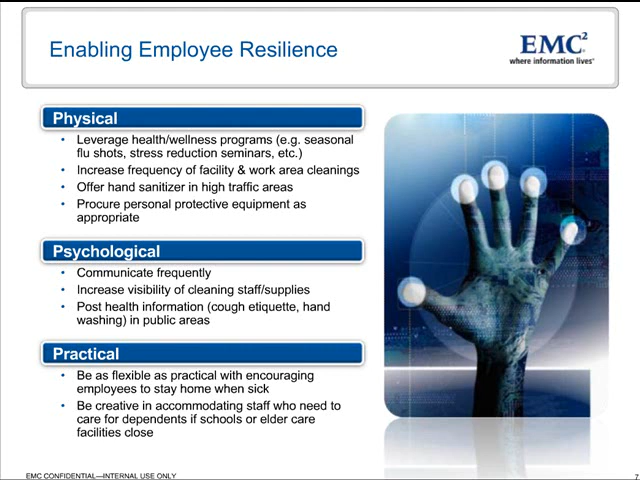 Enabling Employee Resilience
EMC²
where information lives®
Physical
• Leverage health/wellness programs (e.g. seasonal
flu shots, stress reduction seminars, etc.)
• Increase frequency of facility & work area cleanings
• Offer hand sanitizer in high traffic areas
• Procure personal protective equipment as
appropriate
Psychological
• Communicate frequently
• Increase visibility of cleaning staff/supplies
• Post health information (cough etiquette, hand
washing) in public areas
Practical
• Be as flexible as practical with encouraging
employees to stay home when sick
• Be creative in accommodating staff who need to
care for dependents if schools or elder care
facilities close
EMC CONFIDENTIAL—INTERNAL USE ONLY
7